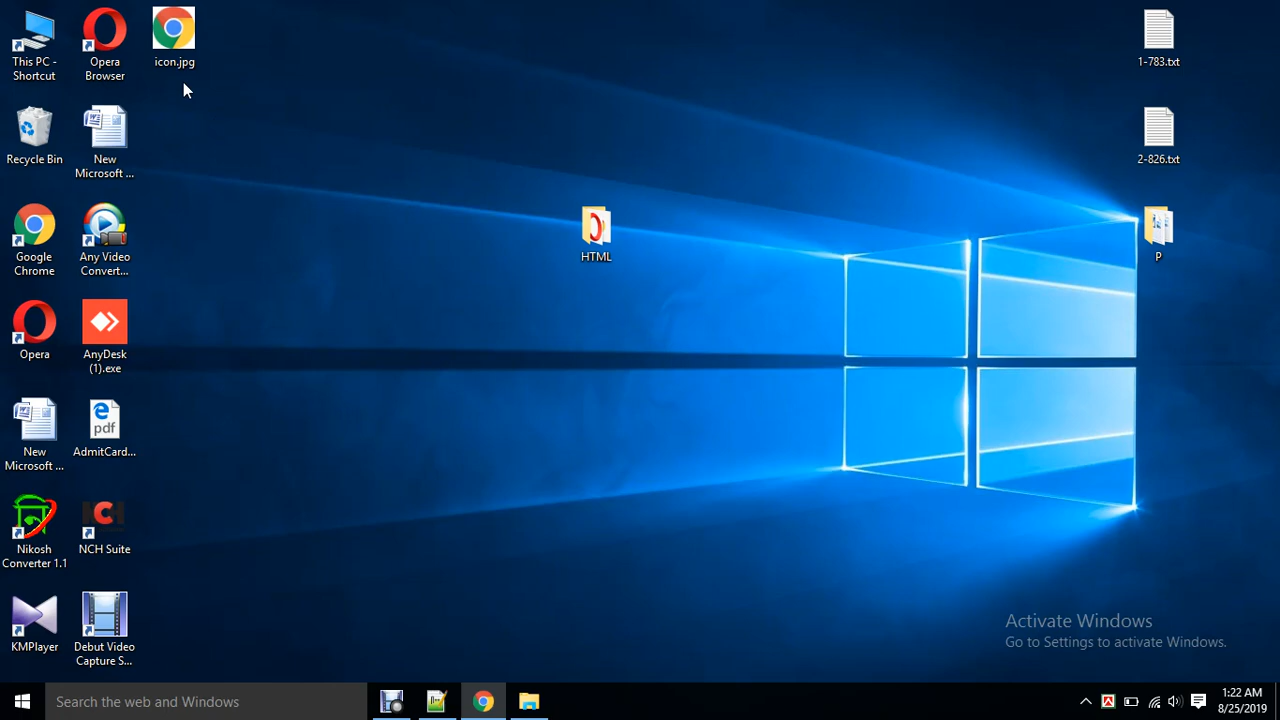 This PC -
Shortcut
Opera
Browser
icon.jpg
1-783.txt
Recycle Bin
New
Microsoft ...
2-826.txt
Google
Chrome
Any Video
Convert...
HTML
P
Opera
AnyDesk
(1).exe
New
Microsoft ...
pdf
AdmitCard...
Nikosh
Converter 1.1
NCH
NCH Suite
KMPlayer
Debut Video
Capture S...
Activate Windows
Go to Settings to activate Windows.
Search the web and Windows
1:22 AM
8/25/2019